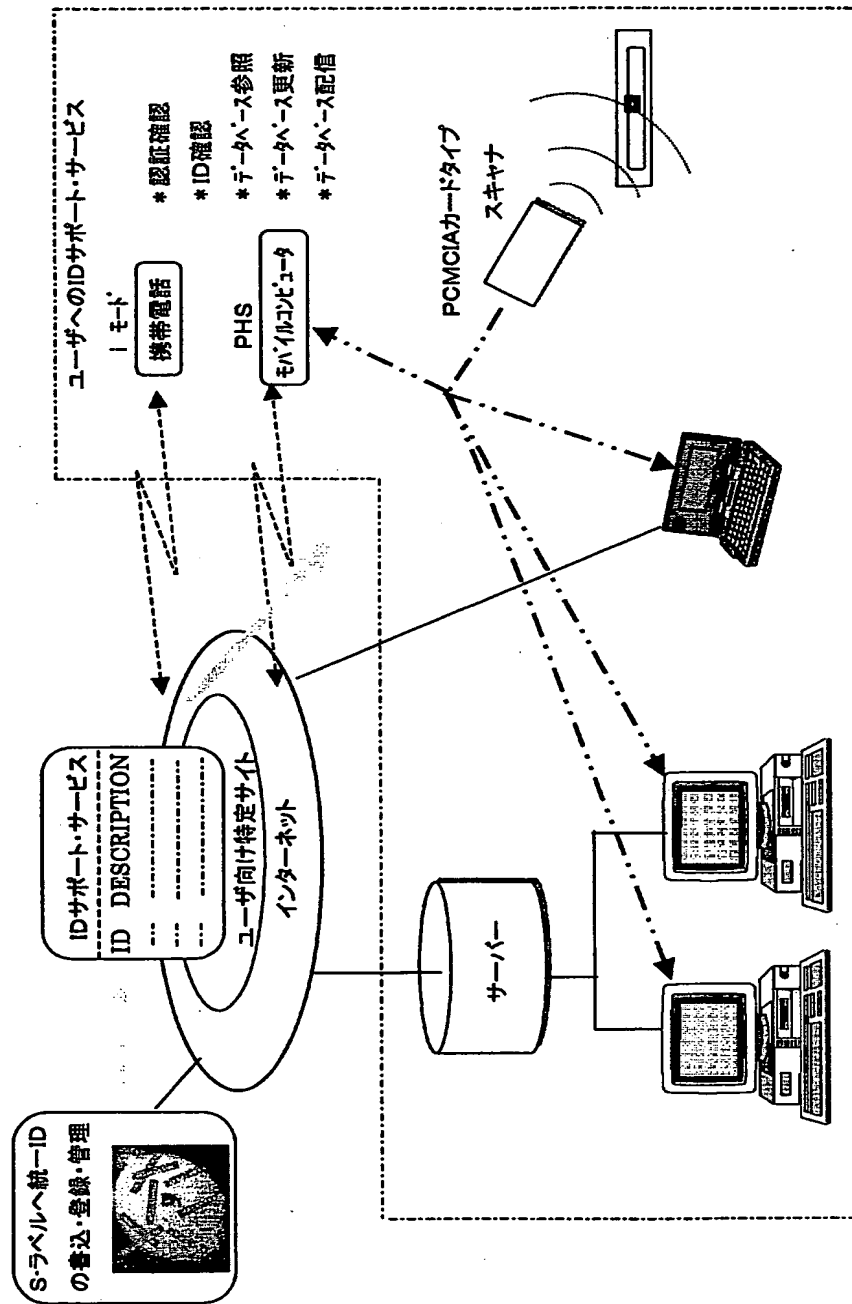 S-ラベルへ統一ID
の書込・登録・管理
IDサポート・サービス
ID DESCRIPTION
ユーザ向け特定サイト
インターネット
サーバー
ユーザへのIDサポート・サービス
i モード
携帯電話
PHS
モバイルコンピュータ
*認証確認
*ID確認
*データベース参照
*データベース更新
*データベース配信
PCMCIAカードタイプ
スキャナ